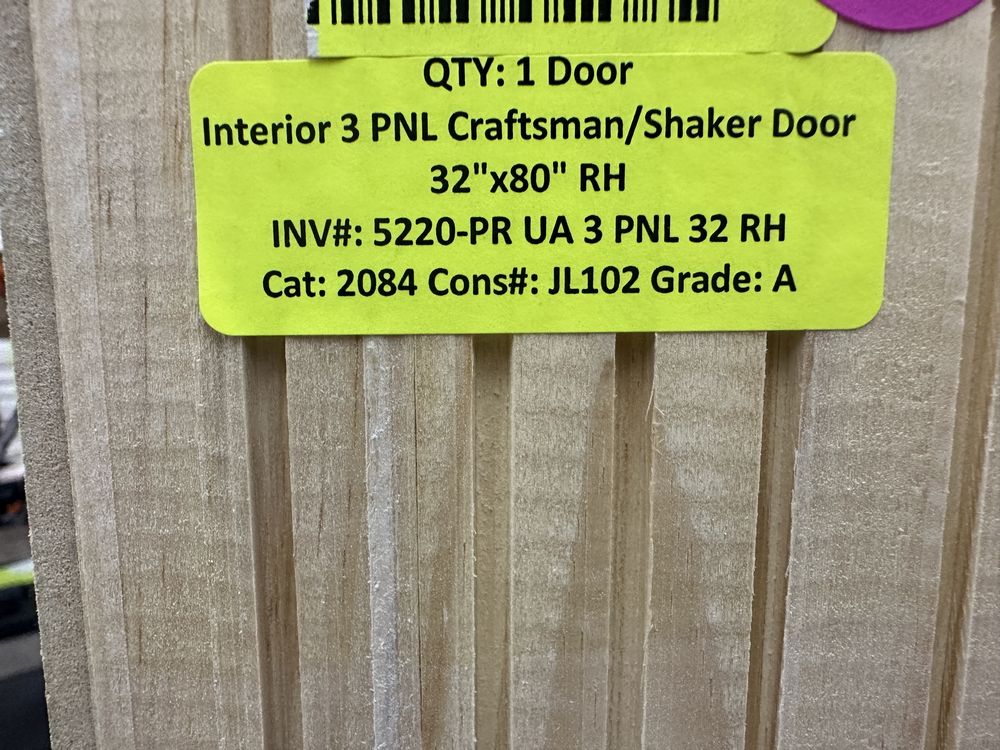 QTY: 1 Door
Interior 3 PNL Craftsman/Shaker Door
32"x80" RH
INV#: 5220-PR UA 3 PNL 32 RH
Cat: 2084 Cons#: JL102 Grade: A